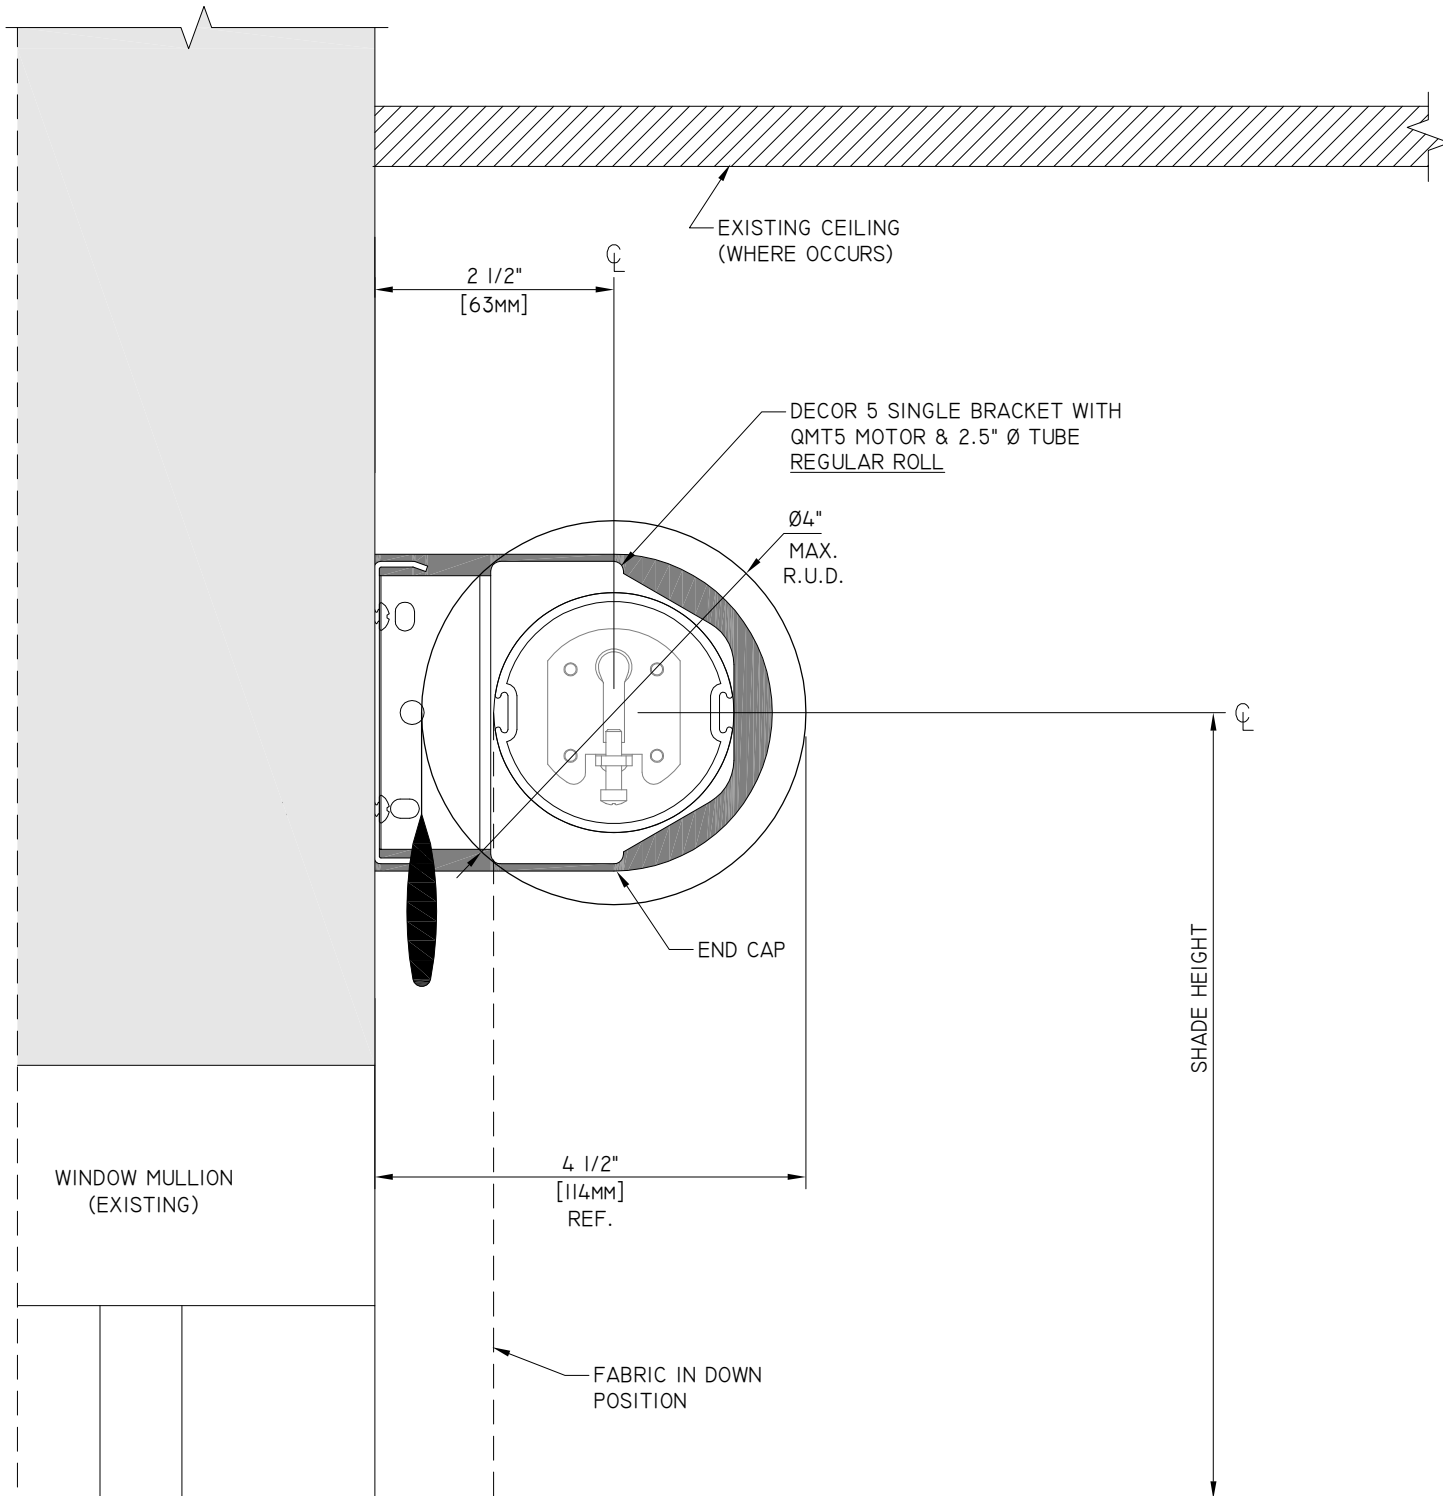 EXISTING CEILING
(WHERE OCCURS)
℄
2 1/2"
[63MM]
DECOR 5 SINGLE BRACKET WITH
QMT5 MOTOR & 2.5" Ø TUBE
REGULAR ROLL
Ø4"
MAX.
R.U.D.
℄
END CAP
SHADE HEIGHT
4 1/2"
[114MM]
REF.
WINDOW MULLION
(EXISTING)
FABRIC IN DOWN
POSITION